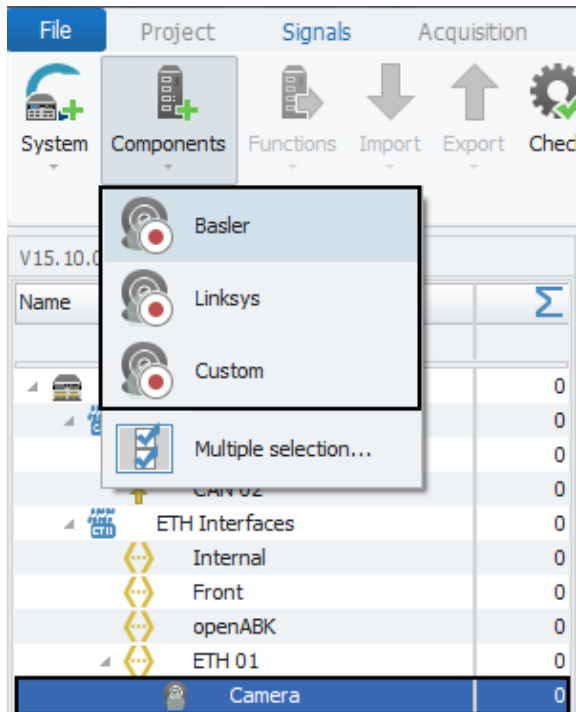 File Project Signals Acquisition
System Components Functions Import Export Chec
Basler
Linksys
Custom
Multiple selection...
V15.10.0
Name Σ
0
0
0
CAN 02 0
ETH Interfaces 0
Internal 0
Front 0
openABK 0
ETH 01 0
Camera 0